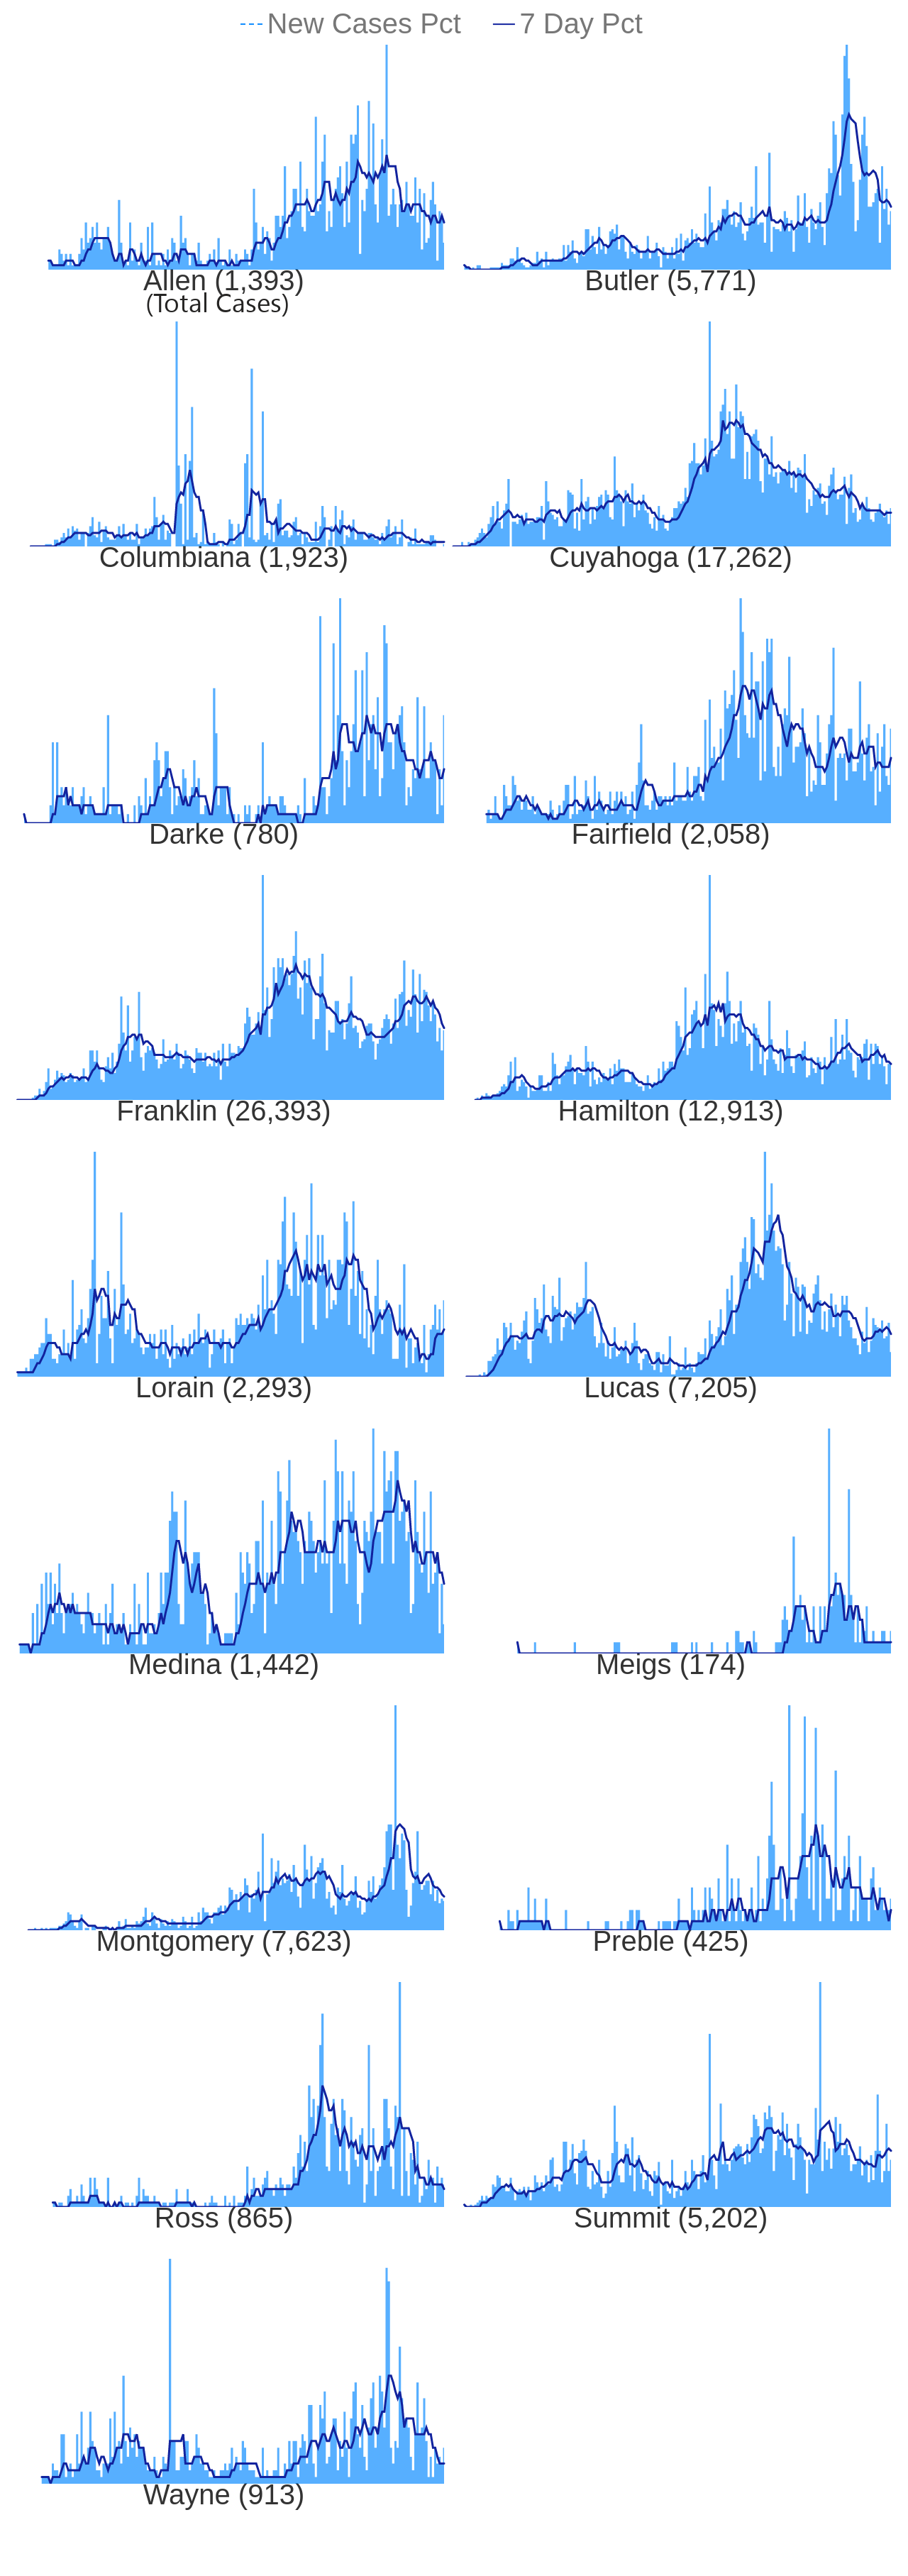 New Cases Pct 7 Day Pct
Allen (1,393) Butler (5,771)
(Total Cases)
Columbiana (1,923) Cuyahoga (17,262)
Darke (780) Fairfield (2,058)
Franklin (26,393) Hamilton (12,913)
Lorain (2,293) Lucas (7,205)
Medina (1,442) Meigs (174)
Montgomery (7,623) Preble (425)
Ross (865) Summit (5,202)
Wayne (913)